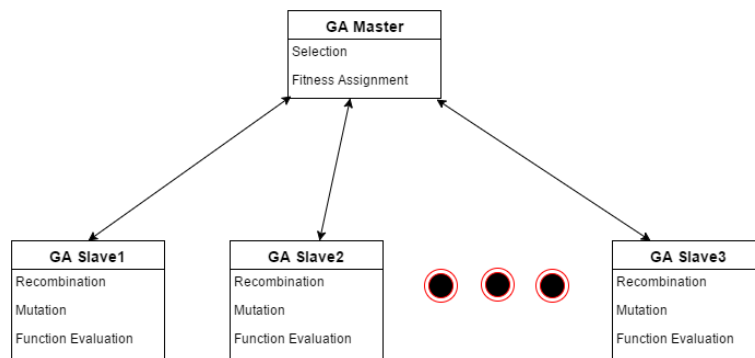 GA Master
Selection
Fitness Assignment
GA Slave1
Recombination
Mutation
Function Evaluation
GA Slave2
Recombination
Mutation
Function Evaluation
GA Slave3
Recombination
Mutation
Function Evaluation